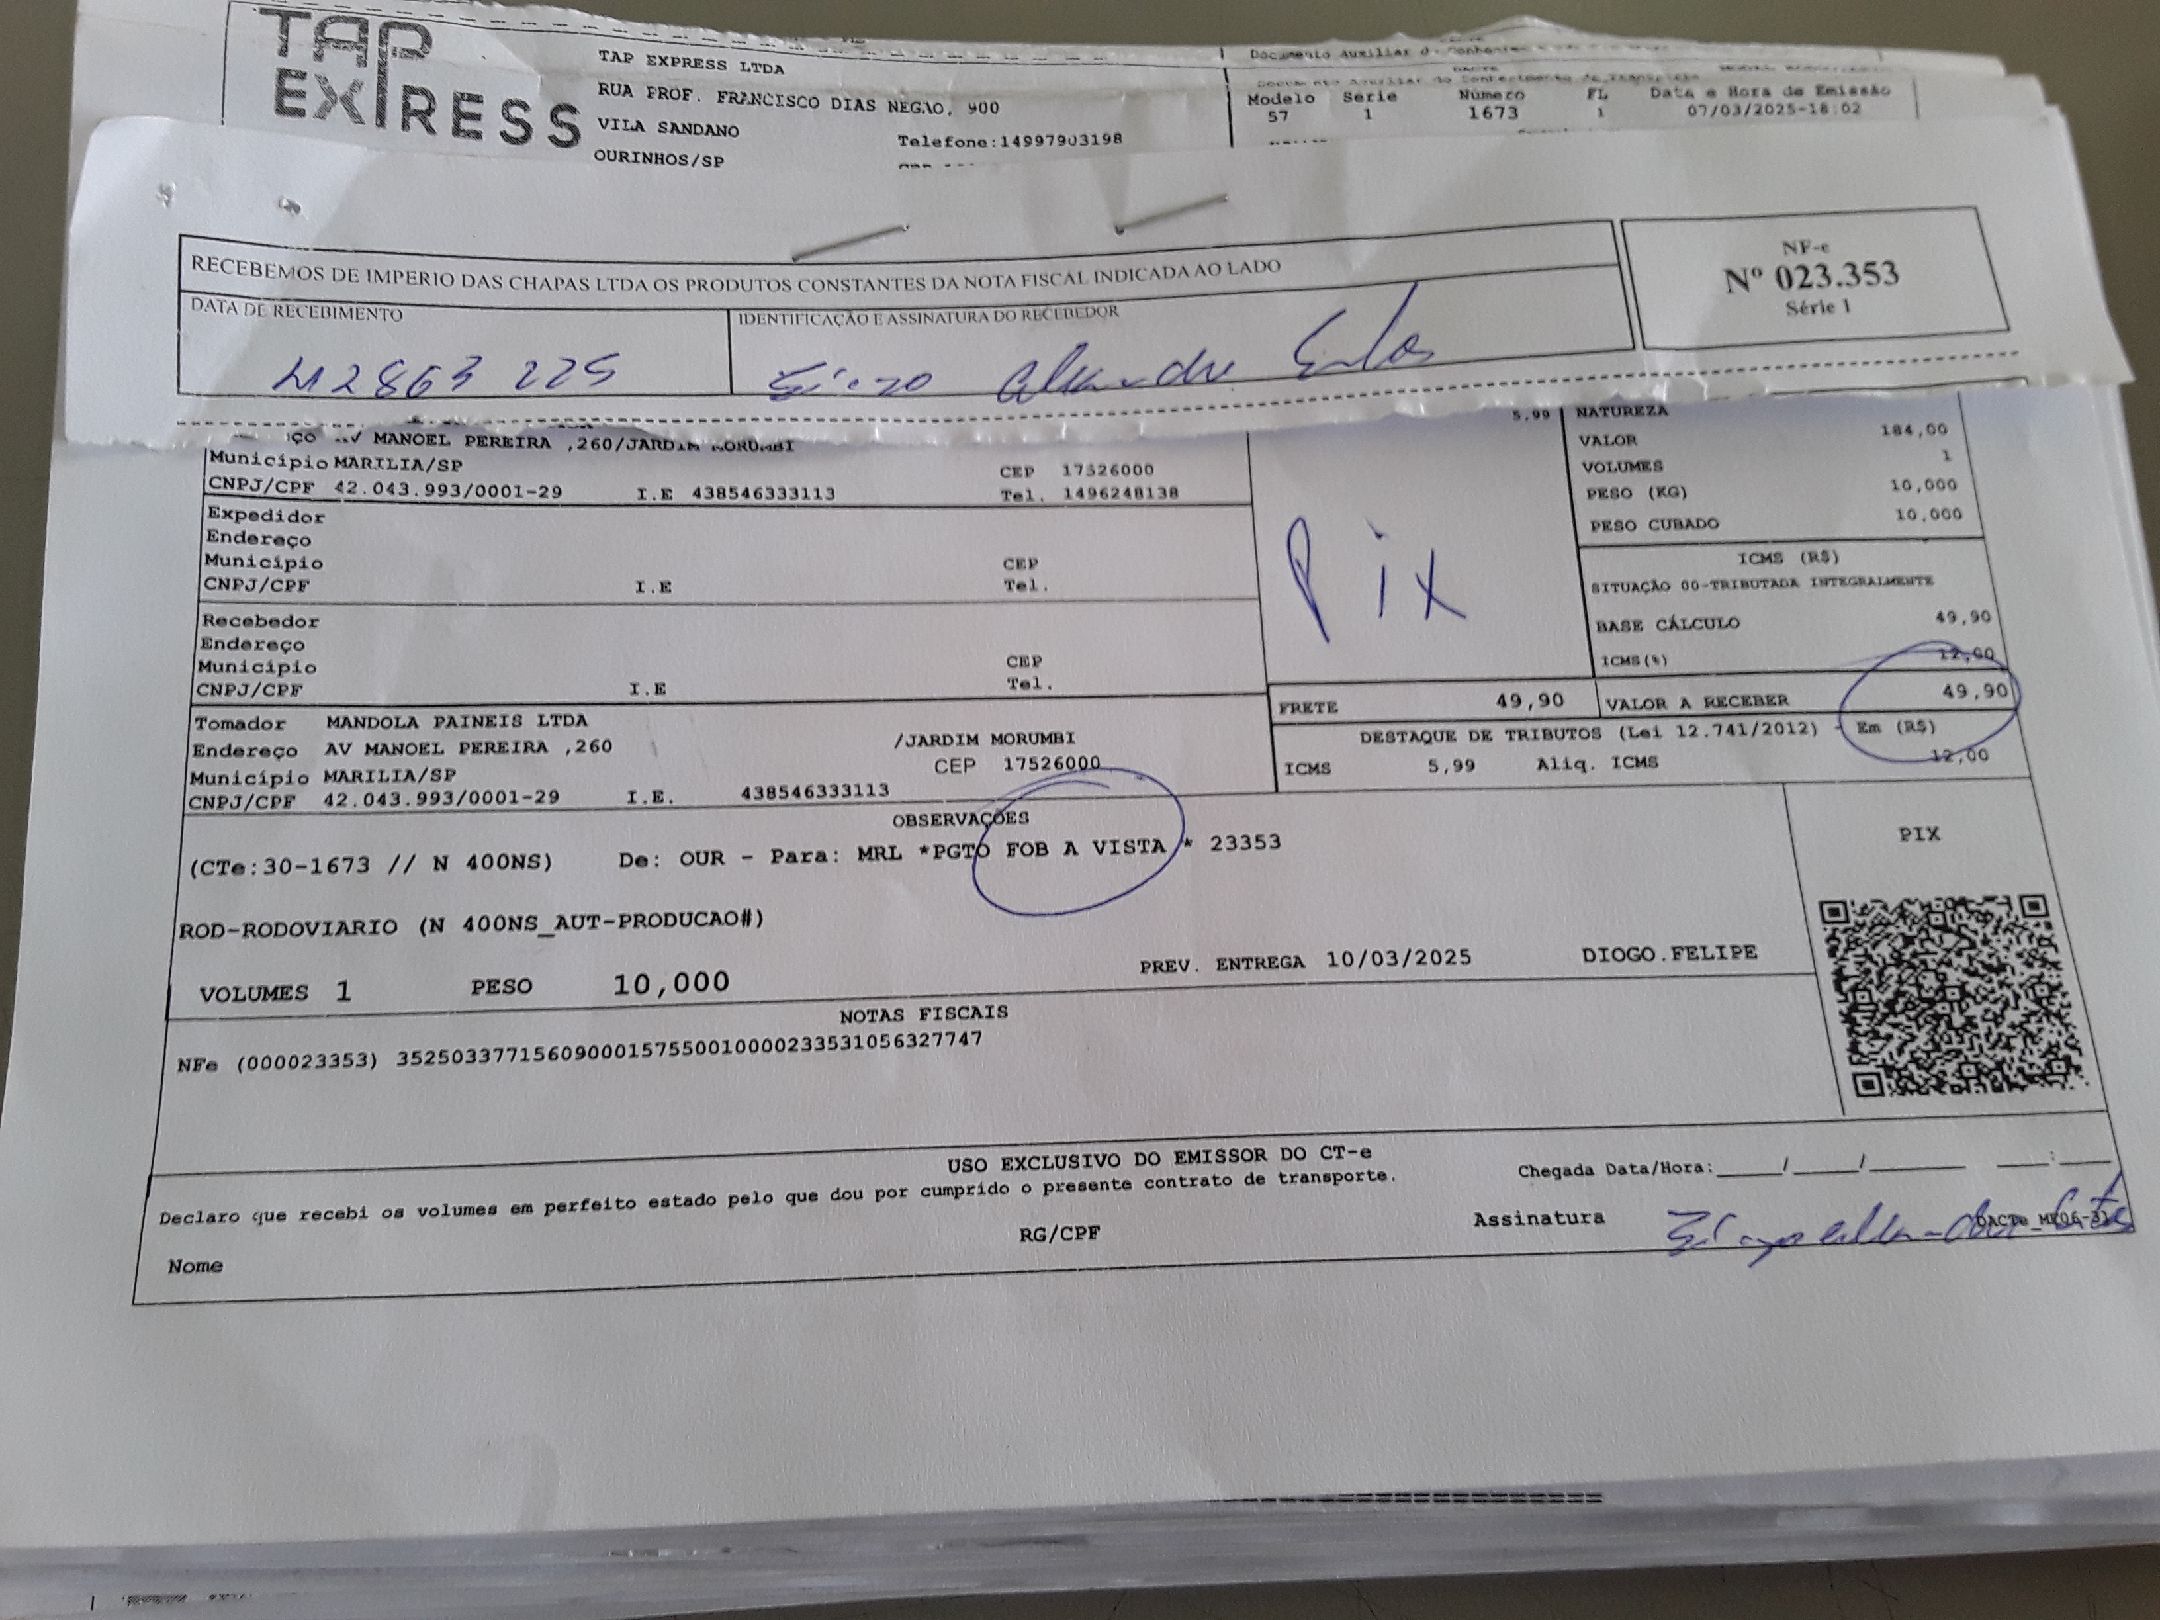 TAP
EXPRESS
TAP EXPRESS LTDA
RUA PROF. FRANCISCO DIAS NEGAO, 900
VILA SANDANO
Telefone:14997903198
OURINHOS/SP
Documento Auxiliar
Modelo Serie Número FL Data e Hora de Emissão
57 1 1673 1 07/03/2025-18:02
RECEBEMOS DE IMPERIO DAS CHAPAS LTDA OS PRODUTOS CONSTANTES DA NOTA FISCAL INDICADA AO LADO
DATA DE RECEBIMENTO
IDENTIFICAÇÃO E ASSINATURA DO RECEBEDOR
NF-e
Nº 023.353
Série 1
5,99
MANOEL PEREIRA ,260/JARDIM MORUMBI
Município MARILIA/SP CEP 17526000
CNPJ/CPF 42.043.993/0001-29 I.E 438546333113 Tel. 1496248138
NATUREZA
VALOR 184,00
VOLUMES 1
PESO (KG) 10,000
PESO CUBADO 10,000
Expedidor
Endereço
Município CEP
CNPJ/CPF I.E Tel.
Pix
ICMS (R$)
SITUAÇÃO 00-TRIBUTADA INTEGRALMENTE
BASE CÁLCULO 49,90
ICMS(%) 12,00
Recebedor
Endereço
Município CEP
CNPJ/CPF I.E Tel.
FRETE 49,90 VALOR A RECEBER 49,90
DESTAQUE DE TRIBUTOS (Lei 12.741/2012) - Em (R$)
ICMS 5,99 Aliq. ICMS 12,00
Tomador MANDOLA PAINEIS LTDA
Endereço AV MANOEL PEREIRA ,260 /JARDIM MORUMBI
Município MARILIA/SP CEP 17526000
CNPJ/CPF 42.043.993/0001-29 I.E. 438546333113
OBSERVAÇÕES
(CTe:30-1673 // N 400NS) De: OUR - Para: MRL *PGTO FOB A VISTA * 23353
PIX
ROD-RODOVIARIO (N 400NS_AUT-PRODUCAO#)
VOLUMES 1 PESO 10,000 PREV. ENTREGA 10/03/2025 DIOGO.FELIPE
NOTAS FISCAIS
NFe (000023353) 35250337715609000157550010000233531056327747
USO EXCLUSIVO DO EMISSOR DO CT-e
Declaro que recebi os volumes em perfeito estado pelo que dou por cumprido o presente contrato de transporte.
Chegada Data/Hora:_____/_____/_______ ____:____
Nome RG/CPF Assinatura